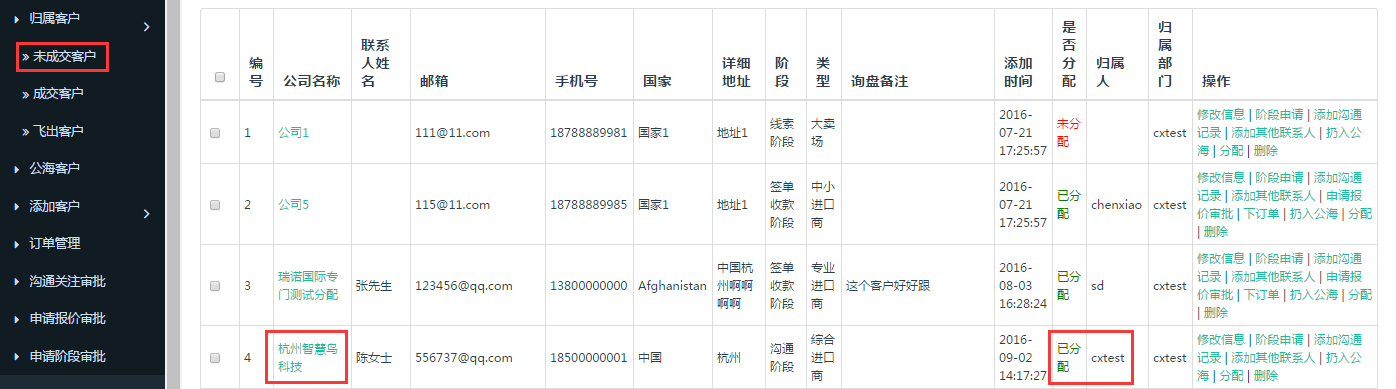 归属客户
» 未成交客户
» 成交客户
» 飞出客户
公海客户
添加客户
订单管理
沟通关注审批
申请报价审批
申请阶段审批
编号
公司名称
联系人姓名
邮箱
手机号
国家
详细地址
阶段
类型
询盘备注
添加时间
是否分配
归属人
归属部门
操作
1
公司1
111@11.com
18788889981
国家1
地址1
线索
阶段
大卖
场
2016-
07-21
17:25:57
未分
配
cxtest
修改信息 | 阶段申请 | 添加沟通
记录 | 添加其他联系人 | 扔入公
海 | 分配 | 删除
2
公司5
115@11.com
18788889985
国家1
地址1
签单
收款
阶段
中小
进口
商
2016-
07-21
17:25:57
已分
配
chenxiao
cxtest
修改信息 | 阶段申请 | 添加沟通
记录 | 添加其他联系人 | 申请报
价审批 | 下订单 | 扔入公海 | 分配
| 删除
3
瑞诺国际专
门测试分配
张先生
123456@qq.com
13800000000
Afghanistan
中国杭
州啊啊
啊啊
签单
收款
阶段
专业
进口
商
这个客户好好跟
2016-
08-03
16:28:24
已分
配
sd
cxtest
修改信息 | 阶段申请 | 添加沟通
记录 | 添加其他联系人 | 申请报
价审批 | 下订单 | 扔入公海 | 分配
| 删除
4
杭州智慧鸟
科技
陈女士
556737@qq.com
18500000001
中国
杭州
沟通
阶段
综合
进口
商
2016-
09-02
14:17:27
已分
配
cxtest
cxtest
修改信息 | 阶段申请 | 添加沟通
记录 | 添加其他联系人 | 扔入公
海 | 分配 | 删除